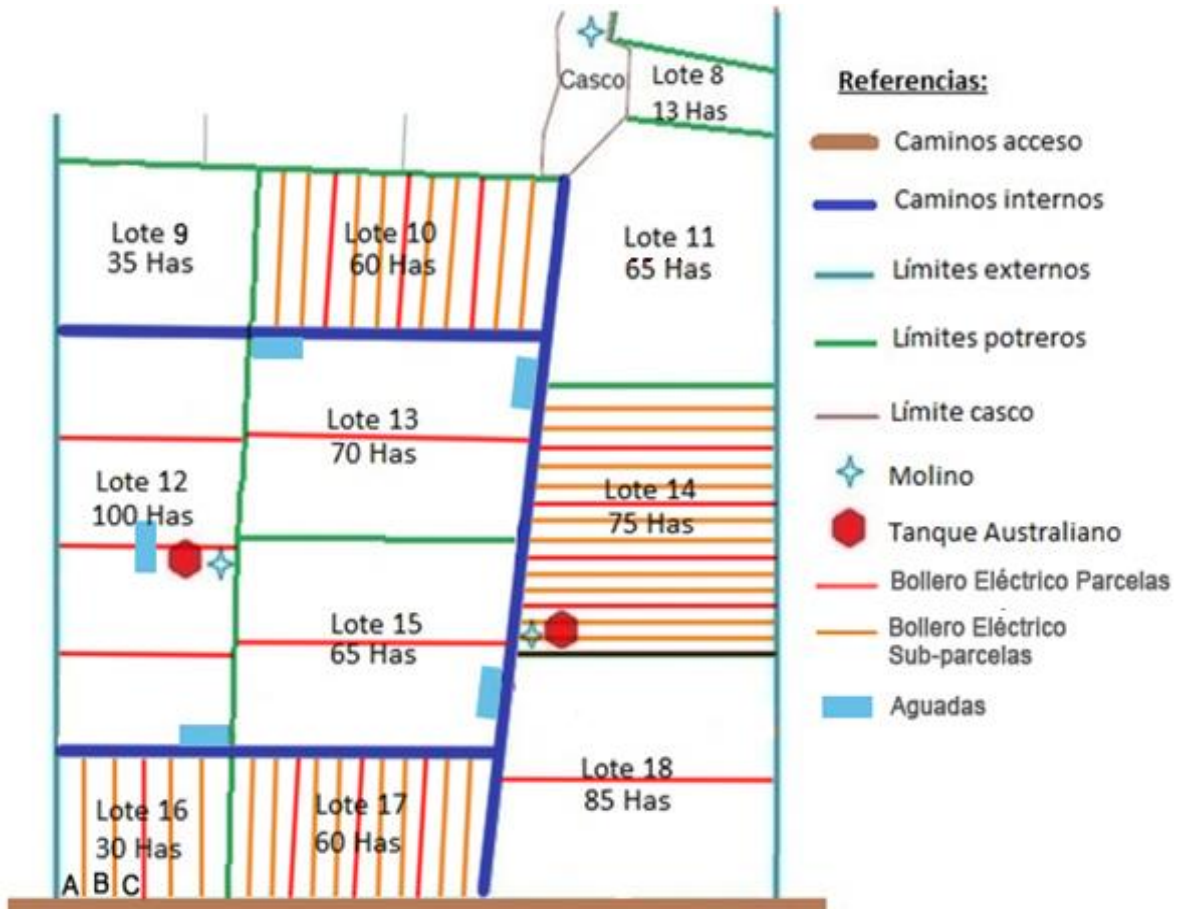 Casco
Lote 8
13 Has
Lote 9
35 Has
Lote 10
60 Has
Lote 11
65 Has
Lote 13
70 Has
Lote 12
100 Has
Lote 14
75 Has
Lote 15
65 Has
Lote 16
30 Has
A B C
Lote 17
60 Has
Lote 18
85 Has
Referencias:
Caminos acceso
Caminos internos
Límites externos
Límites potreros
Límite casco
Molino
Tanque Australiano
Bollero Eléctrico Parcelas
Bollero Eléctrico
Sub-parcelas
Aguadas